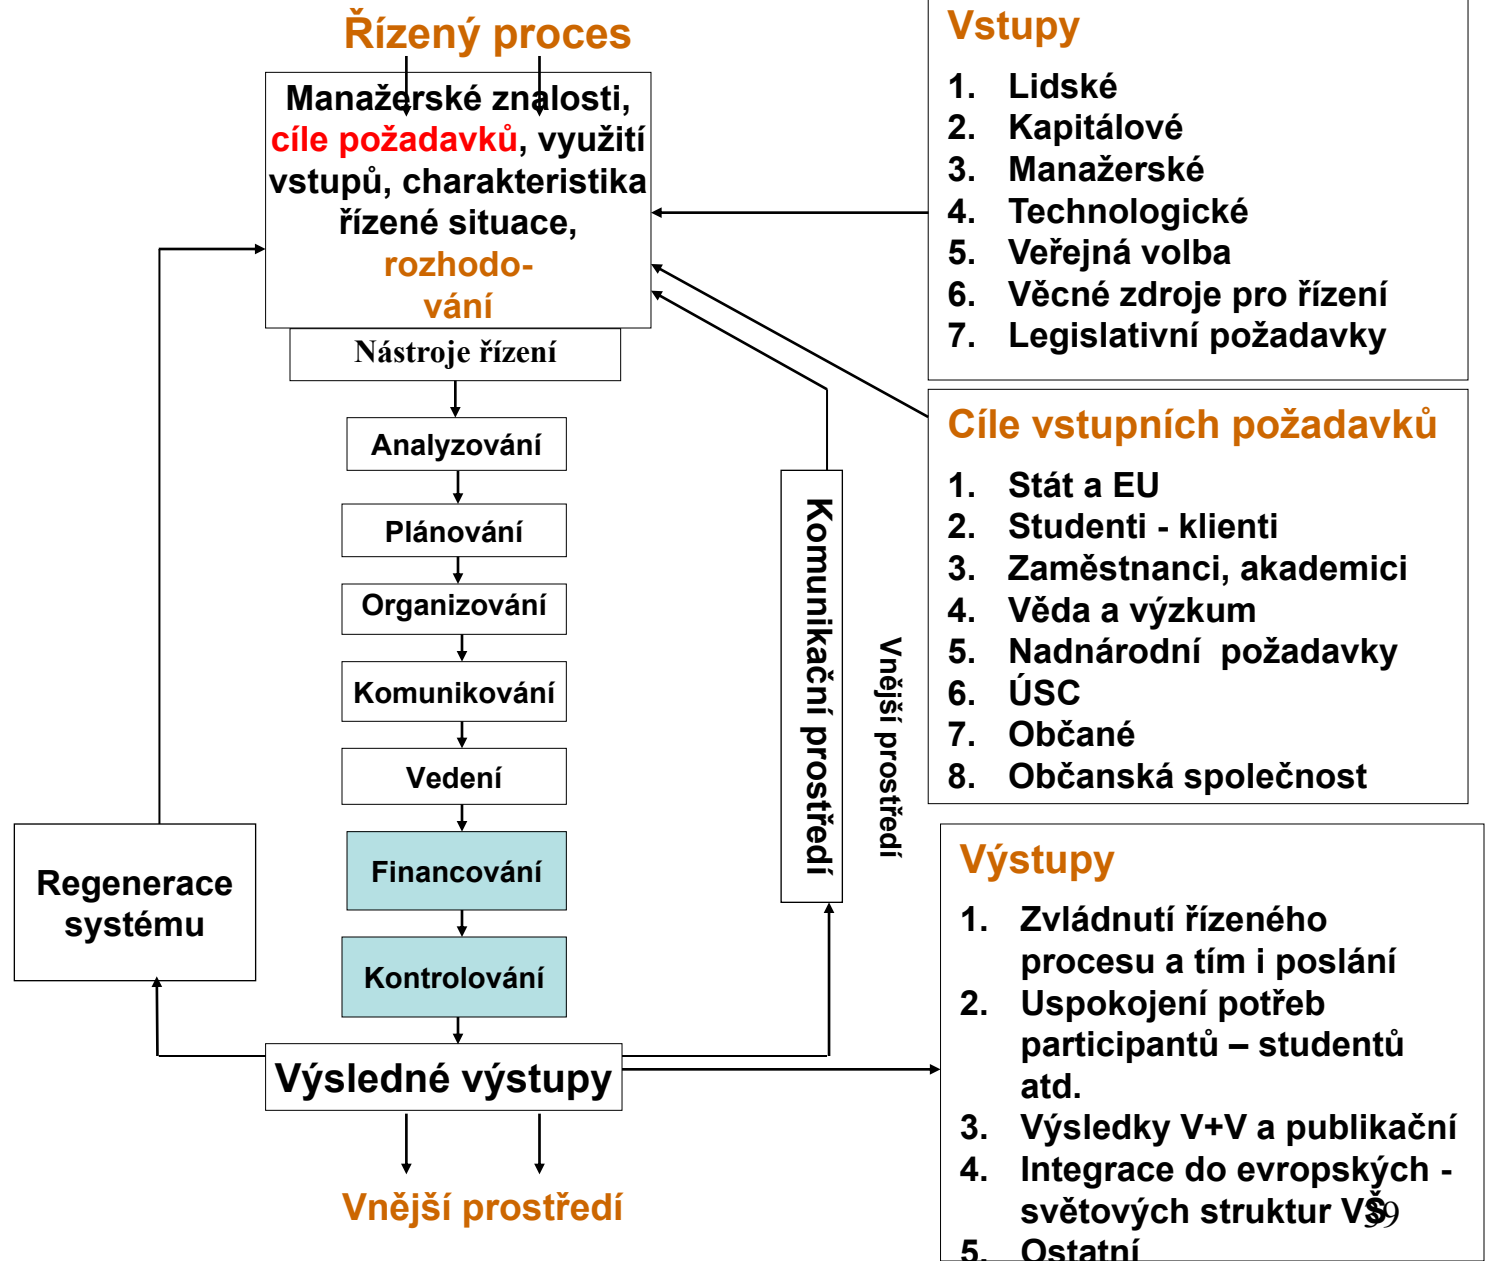 Řízený proces
Manažerské znalosti,
cíle požadavků, využití
vstupů, charakteristika
řízené situace,
rozhodo-
vání
Nástroje řízení
Analyzování
Plánování
Organizování
Komunikování
Vedení
Financování
Kontrolování
Výsledné výstupy
Vnější prostředí
Regenerace
systému
Komunikační prostředí
Vnější prostředí
Vstupy
1. Lidské
2. Kapitálové
3. Manažerské
4. Technologické
5. Veřejná volba
6. Věcné zdroje pro řízení
7. Legislativní požadavky
Cíle vstupních požadavků
1. Stát a EU
2. Studenti - klienti
3. Zaměstnanci, akademici
4. Věda a výzkum
5. Nadnárodní požadavky
6. ÚSC
7. Občané
8. Občanská společnost
Výstupy
1. Zvládnutí řízeného
procesu a tím i poslání
2. Uspokojení potřeb
participantů – studentů
atd.
3. Výsledky V+V a publikační
4. Integrace do evropských -
světových struktur VŠ
39
5. Ostatní